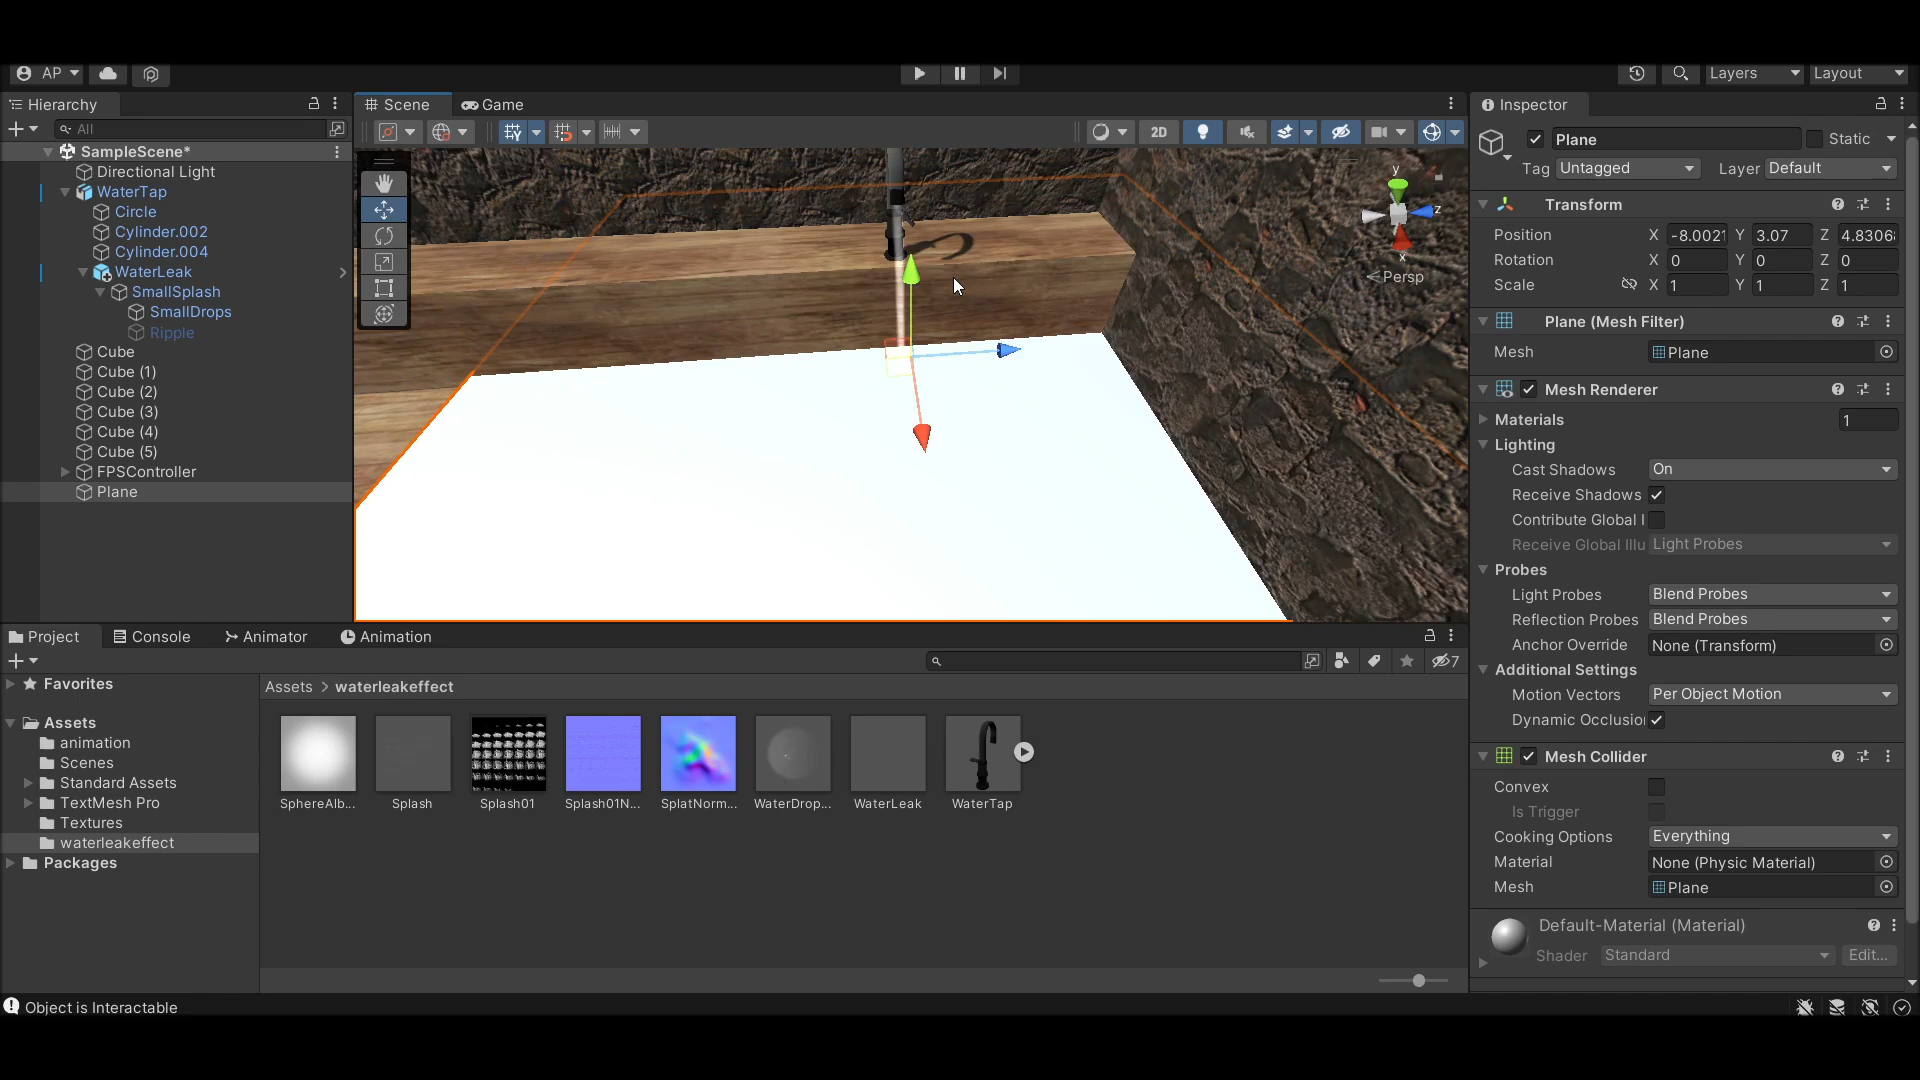 AP
Layers
Layout
Hierarchy
Scene
Game
Inspector
All
2D
SampleScene*
Directional Light
WaterTap
Circle
Cylinder.002
Cylinder.004
WaterLeak
SmallSplash
SmallDrops
Ripple
Cube
Cube (1)
Cube (2)
Cube (3)
Cube (4)
Cube (5)
FPSController
Plane
y
z
x
Persp
Plane
Static
Tag Untagged Layer Default
Transform
Position X -8.0021 Y 3.07 Z 4.8306
Rotation X 0 Y 0 Z 0
Scale X 1 Y 1 Z 1
Plane (Mesh Filter)
Mesh Plane
Mesh Renderer
Materials 1
Lighting
Cast Shadows On
Receive Shadows
Contribute Global I
Receive Global Illu Light Probes
Probes
Light Probes Blend Probes
Reflection Probes Blend Probes
Anchor Override None (Transform)
Additional Settings
Motion Vectors Per Object Motion
Dynamic Occlusion
Mesh Collider
Convex
Is Trigger
Cooking Options Everything
Material None (Physic Material)
Mesh Plane
Default-Material (Material)
Shader Standard Edit...
Project
Console
Animator
Animation
7
Favorites
Assets
animation
Scenes
Standard Assets
TextMesh Pro
Textures
waterleakeffect
Packages
Assets > waterleakeffect
SphereAlb...
Splash
Splash01
Splash01N...
SplatNorm...
WaterDrop...
WaterLeak
WaterTap
Object is Interactable